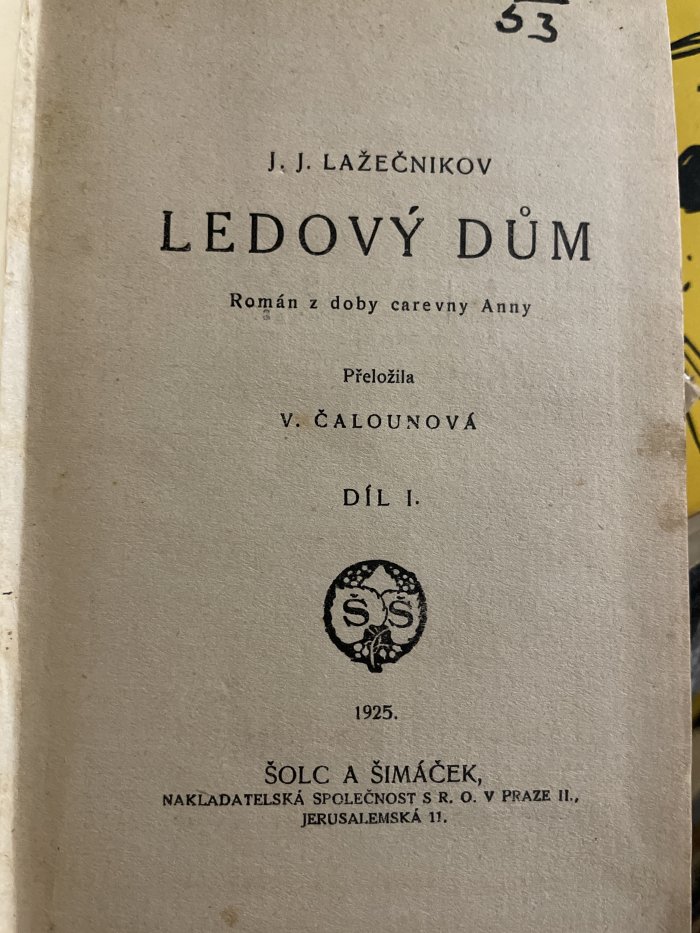 53
J. J. LAŽEČNIKOV
LEDOVÝ DŮM
Román z doby carevny Anny
Přeložila
V. ČALOUNOVÁ
DÍL I.
Š Š
1925.
ŠOLC A ŠIMÁČEK,
NAKLADATELSKÁ SPOLEČNOST S R. O. V PRAZE II.,
JERUSALEMSKÁ 11.